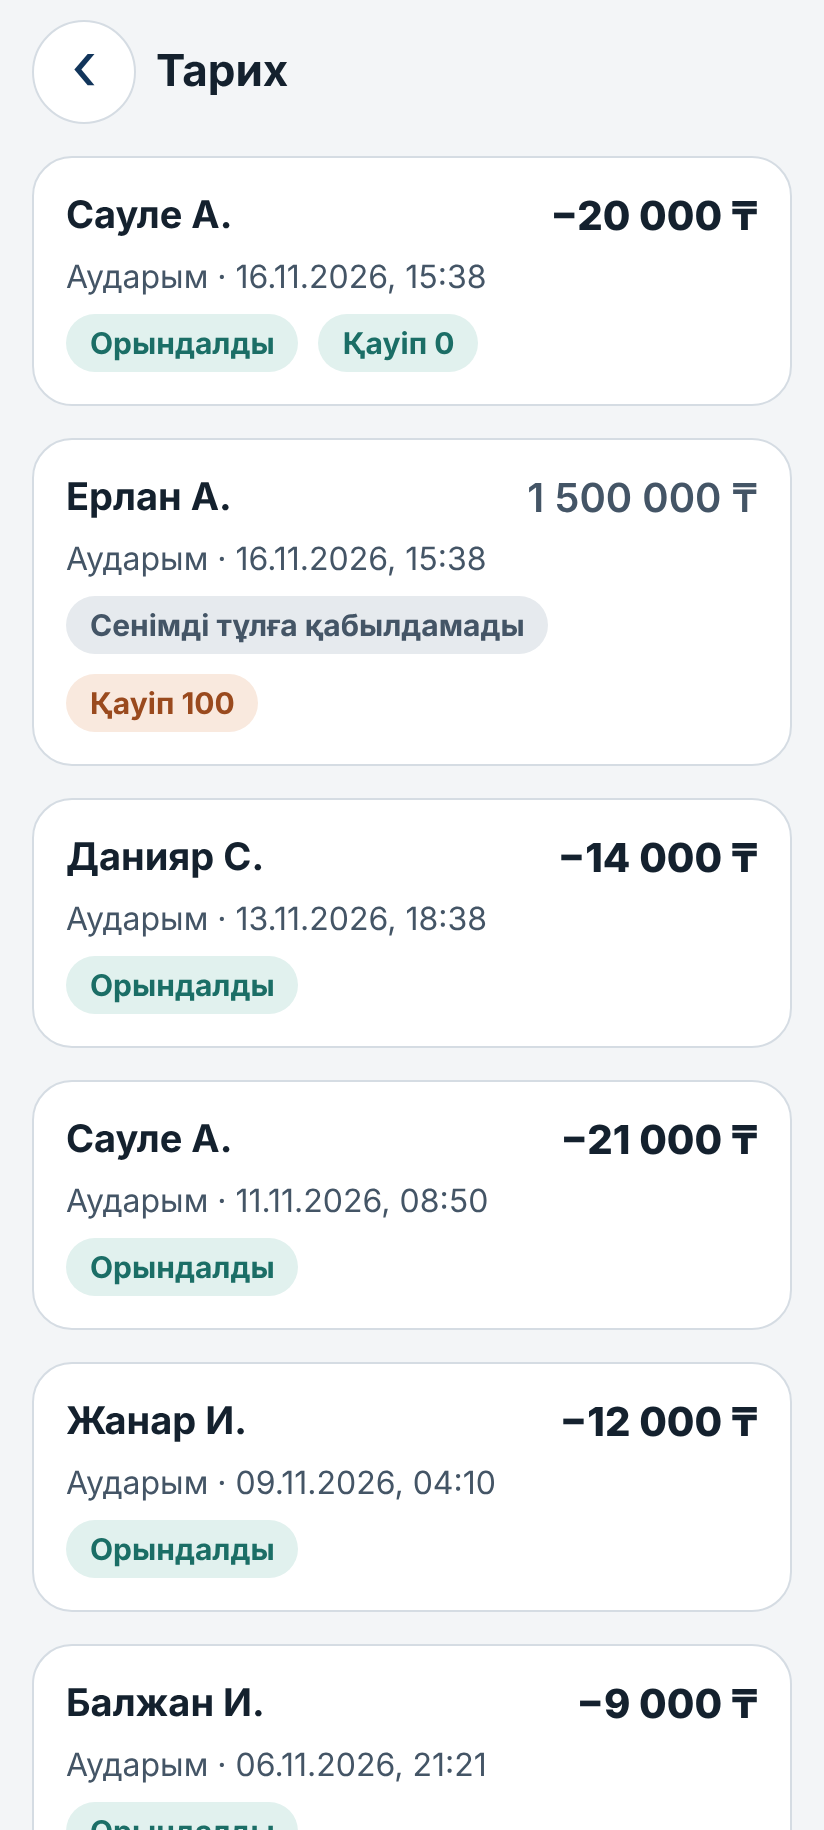 Тарих
Сауле А. −20 000 ₸
Аударым · 16.11.2026, 15:38
Орындалды Қауіп 0
Ерлан А. 1 500 000 ₸
Аударым · 16.11.2026, 15:38
Сенімді тұлға қабылдамады
Қауіп 100
Данияр С. −14 000 ₸
Аударым · 13.11.2026, 18:38
Орындалды
Сауле А. −21 000 ₸
Аударым · 11.11.2026, 08:50
Орындалды
Жанар И. −12 000 ₸
Аударым · 09.11.2026, 04:10
Орындалды
Балжан И. −9 000 ₸
Аударым · 06.11.2026, 21:21
Орындалды